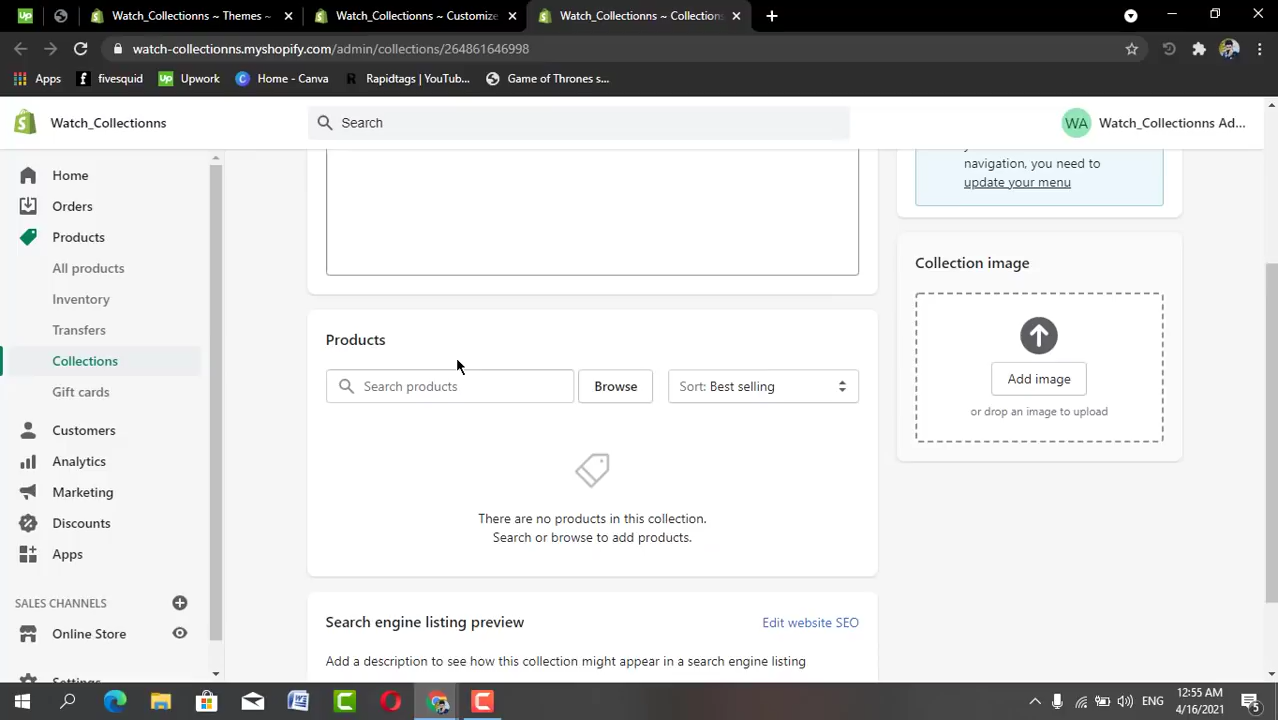 Watch_Collectionns ~ Themes ~
Watch_Collectionns ~ Customize
Watch_Collectionns ~ Collection
watch-collectionns.myshopify.com/admin/collections/264861646998
Apps
fivesquid
Up Upwork
Home - Canva
Rapidtags | YouTub...
Game of Thrones s...
Watch_Collectionns
Search
WA
Watch_Collectionns Ad...
navigation, you need to
update your menu
Home
Orders
Products
All products
Inventory
Transfers
Collections
Gift cards
Customers
Analytics
Marketing
Discounts
Apps
SALES CHANNELS
Online Store
Settings
Collection image
Add image
or drop an image to upload
Products
Search products
Browse
Sort: Best selling
There are no products in this collection.
Search or browse to add products.
Search engine listing preview
Edit website SEO
Add a description to see how this collection might appear in a search engine listing
ENG
12:55 AM
4/16/2021
5